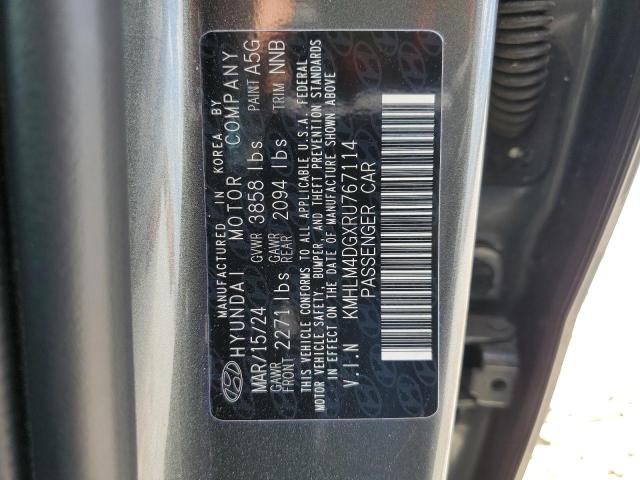 MANUFACTURED IN KOREA BY
HYUNDAI MOTOR COMPANY
MAR/15/24 GVWR 3858 lbs PAINT A5G
GAWR FRONT 2271 lbs GAWR REAR 2094 lbs TRIM NNB
THIS VEHICLE CONFORMS TO ALL APPLICABLE U.S.A. FEDERAL
MOTOR VEHICLE SAFETY, BUMPER, AND THEFT PREVENTION STANDARDS
IN EFFECT ON THE DATE OF MANUFACTURE SHOWN ABOVE
V.I.N KMHLM4DGXRU767114
PASSENGER CAR